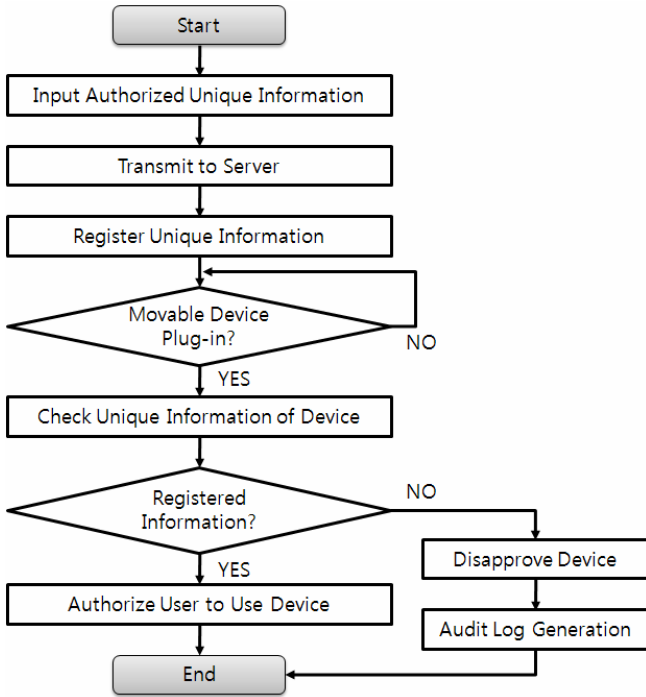 Start
Input Authorized Unique Information
Transmit to Server
Register Unique Information
Movable Device
Plug-in?
NO
YES
Check Unique Information of Device
Registered
Information?
NO
YES
Disapprove Device
Authorize User to Use Device
Audit Log Generation
End